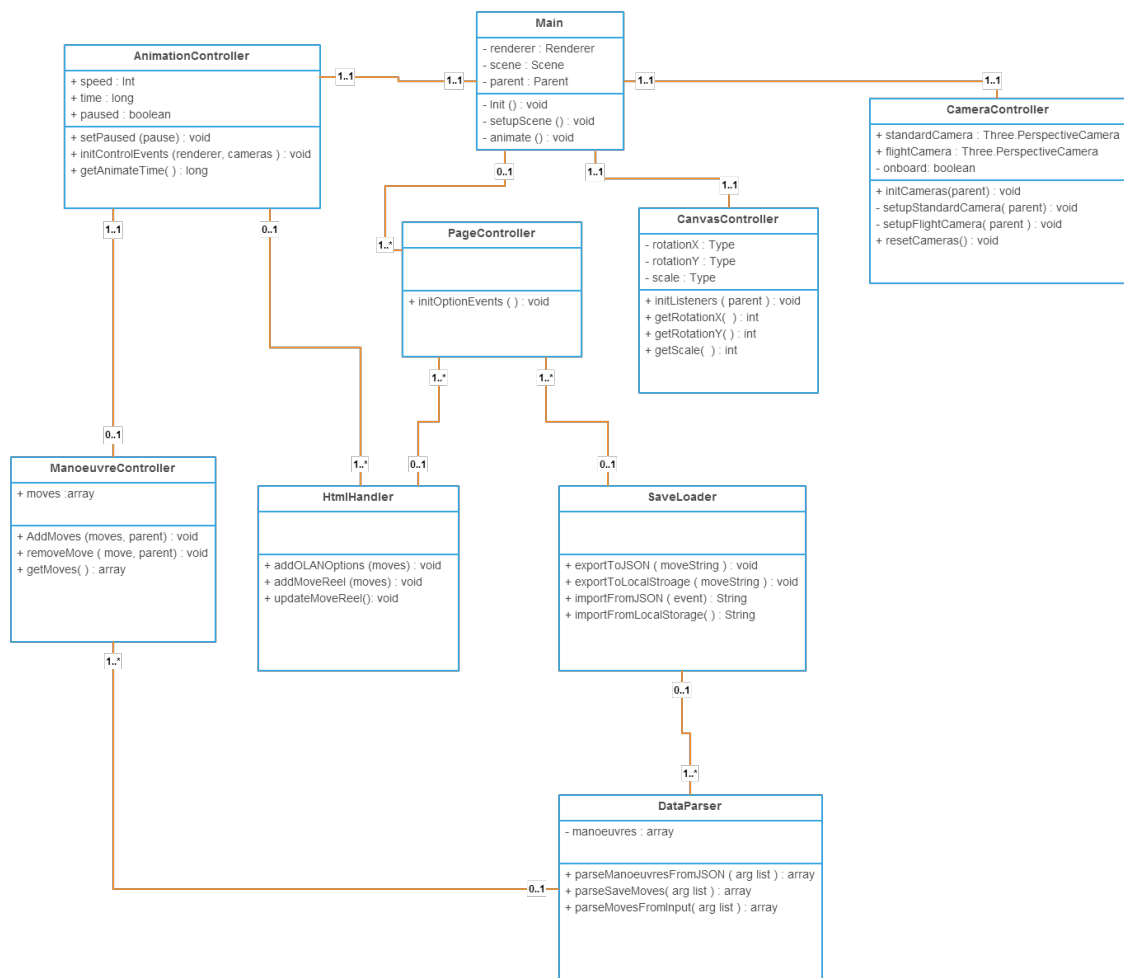 Main
- renderer : Renderer
- scene : Scene
- parent : Parent
- Init () : void
- setupScene () : void
- animate () : void
AnimationController
+ speed : Int
+ time : long
+ paused : boolean
+ setPaused (pause) : void
+ initControlEvents (renderer, cameras ) : void
+ getAnimateTime( ) : long
1..1
1..1
1..1
1..1
CameraController
+ standardCamera : Three.PerspectiveCamera
+ flightCamera : Three.PerspectiveCamera
- onboard: boolean
+ initCameras(parent) : void
- setupStandardCamera( parent): void
- setupFlightCamera( parent ) : void
+ resetCameras() : void
0..1
1..1
1..1
CanvasController
- rotationX : Type
- rotationY : Type
- scale : Type
+ initListeners ( parent ) : void
+ getRotationX(  ) : int
+ getRotationY( ) : int
+ getScale(  ) : int
1..*
PageController
+ initOptionEvents ( ) : void
1..1
0..1
1..*
1..*
0..1
1..*
0..1
0..1
ManoeuvreController
+ moves :array
+ AddMoves (moves, parent) : void
+ removeMove ( move, parent) : void
+ getMoves( ) : array
HtmlHandler
+ addOLANOptions (moves) : void
+ addMoveReel (moves) : void
+ updateMoveReel(): void
SaveLoader
+ exportToJSON ( moveString ) : void
+ exportToLocalStroage ( moveString ) : void
+ importFromJSON ( event) : String
+ importFromLocalStorage( ) : String
1..*
0..1
1..*
0..1
DataParser
- manoeuvres : array
+ parseManoeuvresFromJSON ( arg list ) : array
+ parseSaveMoves( arg list ) : array
+ parseMovesFromInput( arg list ) : array